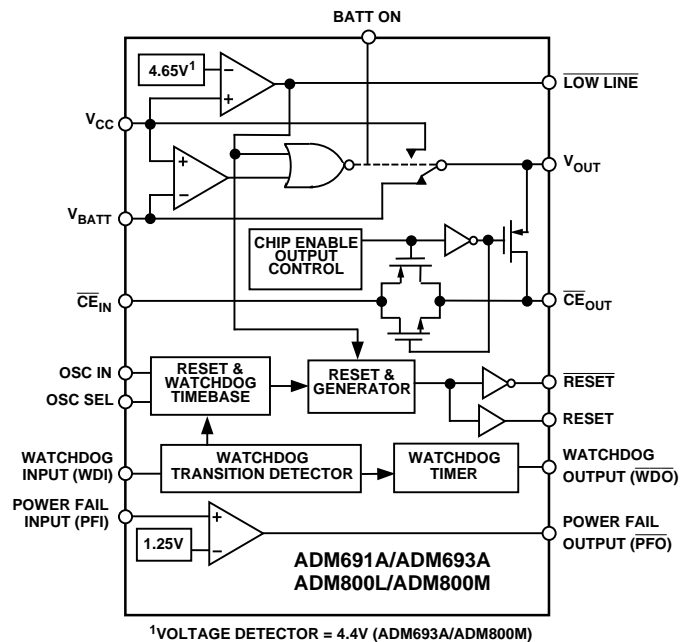 BATT ON
4.65V1
−
+
LOW LINE
VCC
+
−
VOUT
VBATT
CHIP ENABLE
OUTPUT
CONTROL
CEIN
CEOUT
OSC IN
OSC SEL
RESET &
WATCHDOG
TIMEBASE
RESET &
GENERATOR
RESET
RESET
WATCHDOG
INPUT (WDI)
WATCHDOG
TRANSITION DETECTOR
WATCHDOG
TIMER
WATCHDOG
OUTPUT (WDO)
POWER FAIL
INPUT (PFI)
+
1.25V
−
POWER FAIL
OUTPUT (PFO)
ADM691A/ADM693A
ADM800L/ADM800M
1VOLTAGE DETECTOR = 4.4V (ADM693A/ADM800M)